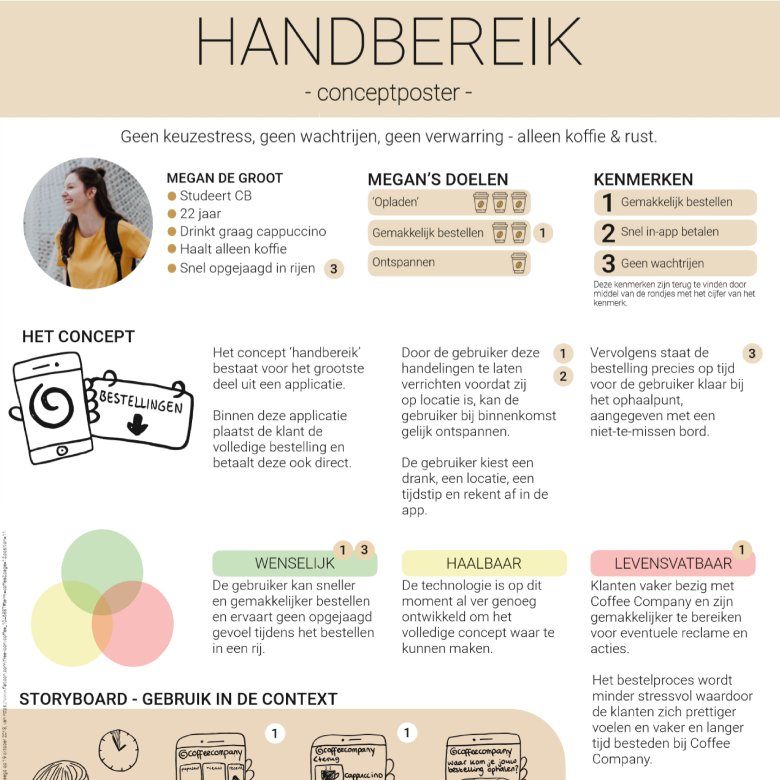 HANDBEREIK
- conceptposter -
Geen keuzestress, geen wachtrijen, geen verwarring - alleen koffie & rust.
MEGAN DE GROOT
Studeert CB
22 jaar
Drinkt graag cappuccino
Haalt alleen koffie
Snel opgejaagd in rijen 3
MEGAN'S DOELEN
'Opladen'
Gemakkelijk bestellen 1
Ontspannen
KENMERKEN
1 Gemakkelijk bestellen
2 Snel in-app betalen
3 Geen wachtrijen
Deze kenmerken zijn terug te vinden door
middel van de rondjes met het cijfer van het
kenmerk.
HET CONCEPT
BESTELLINGEN
Het concept 'handbereik'
bestaat voor het grootste
deel uit een applicatie.
Binnen deze applicatie
plaatst de klant de
volledige bestelling en
betaalt deze ook direct.
Door de gebruiker deze 1
handelingen te laten 2
verrichten voordat zij
op locatie is, kan de
gebruiker bij binnenkomst
gelijk ontspannen.
De gebruiker kiest een
drank, een locatie, een
tijdstip en rekent af in de
app.
Vervolgens staat de 3
bestelling precies op tijd
voor de gebruiker klaar bij
het ophaalpunt,
aangegeven met een
niet-te-missen bord.
WENSELIJK 1 3
De gebruiker kan sneller
en gemakkelijker bestellen
en ervaart geen opgejaagd
gevoel tijdens het bestellen
in een rij.
HAALBAAR
De technologie is op dit
moment al ver genoeg
ontwikkeld om het
volledige concept waar te
kunnen maken.
LEVENSVATBAAR 1
Klanten vaker bezig met
Coffee Company en zijn
gemakkelijker te bereiken
voor eventuele reclame en
acties.
Het bestelproces wordt
minder stressvol waardoor
de klanten zich prettiger
voelen en vaker en langer
tijd besteden bij Coffee
Company.
STORYBOARD - GEBRUIK IN DE CONTEXT
1
1
@coffeecompany
populair nieuws recent
@coffeecompany
cappuccino
@coffeecompany
waar kom je jouw
bestelling ophalen?